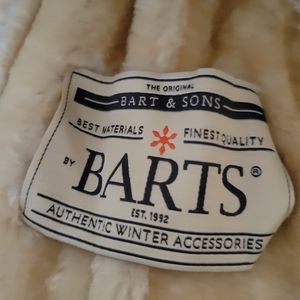 THE ORIGINAL
BART & SONS
BEST MATERIALS FINEST QUALITY
BY BARTS®
EST. 1992
AUTHENTIC WINTER ACCESSORIES